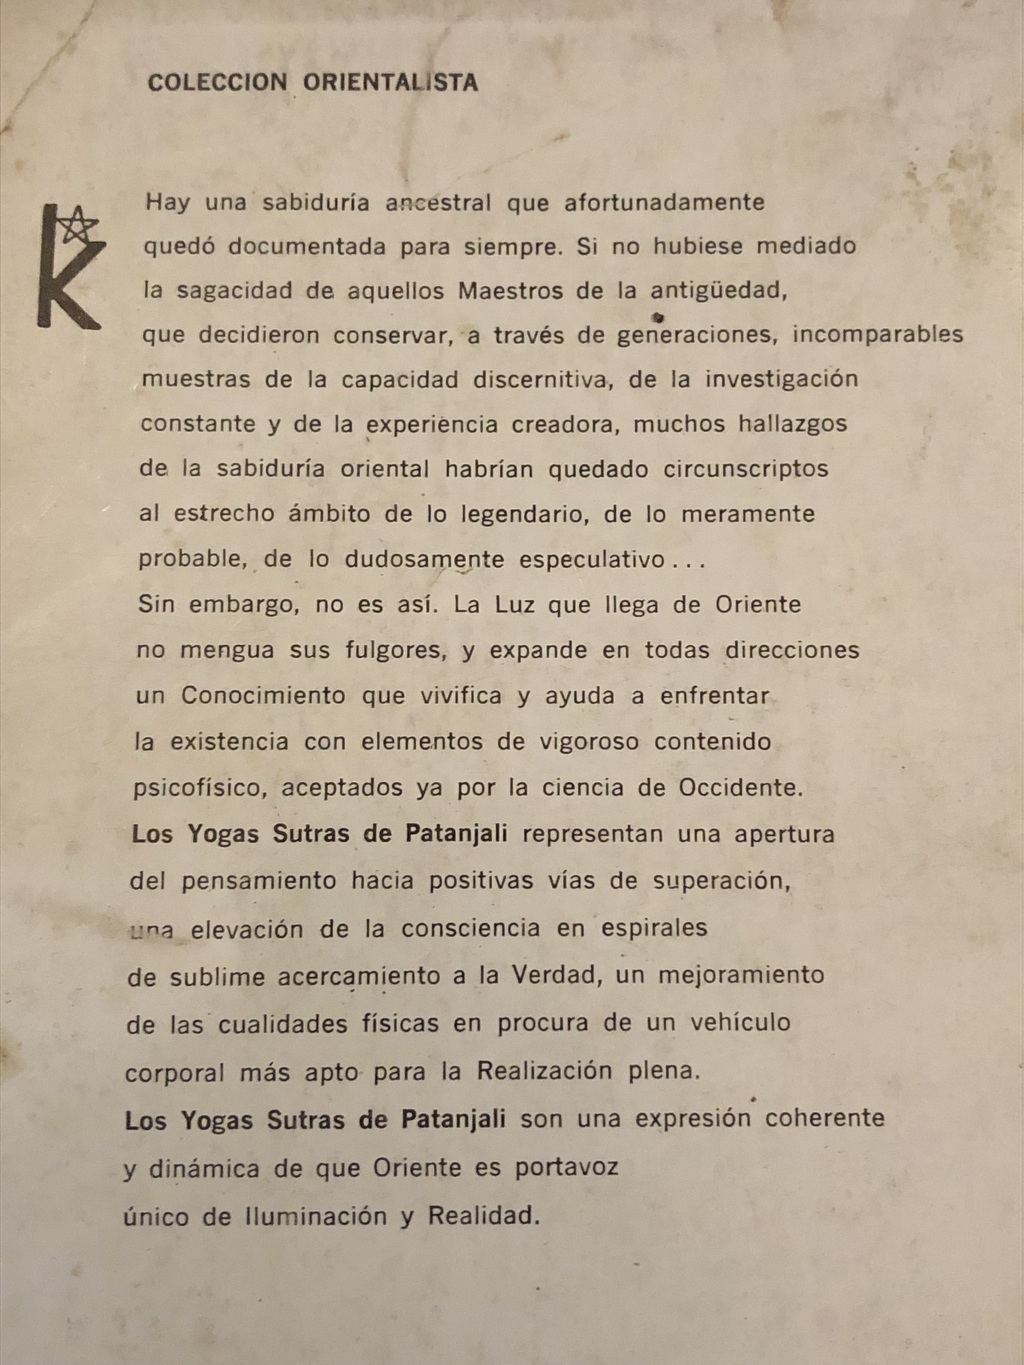 COLECCION ORIENTALISTA
k
Hay una sabiduría ancestral que afortunadamente
quedó documentada para siempre. Si no hubiese mediado
la sagacidad de aquellos Maestros de la antigüedad,
que decidieron conservar, a través de generaciones, incomparables
muestras de la capacidad discernitiva, de la investigación
constante y de la experiencia creadora, muchos hallazgos
de la sabiduría oriental habrían quedado circunscriptos
al estrecho ámbito de lo legendario, de lo meramente
probable, de lo dudosamente especulativo...
Sin embargo, no es así. La Luz que llega de Oriente
no mengua sus fulgores, y expande en todas direcciones
un Conocimiento que vivifica y ayuda a enfrentar
la existencia con elementos de vigoroso contenido
psicofísico, aceptados ya por la ciencia de Occidente.
Los Yogas Sutras de Patanjali representan una apertura
del pensamiento hacia positivas vías de superación,
una elevación de la consciencia en espirales
de sublime acercamiento a la Verdad, un mejoramiento
de las cualidades físicas en procura de un vehículo
corporal más apto para la Realización plena.
Los Yogas Sutras de Patanjali son una expresión coherente
y dinámica de que Oriente es portavoz
único de Iluminación y Realidad.